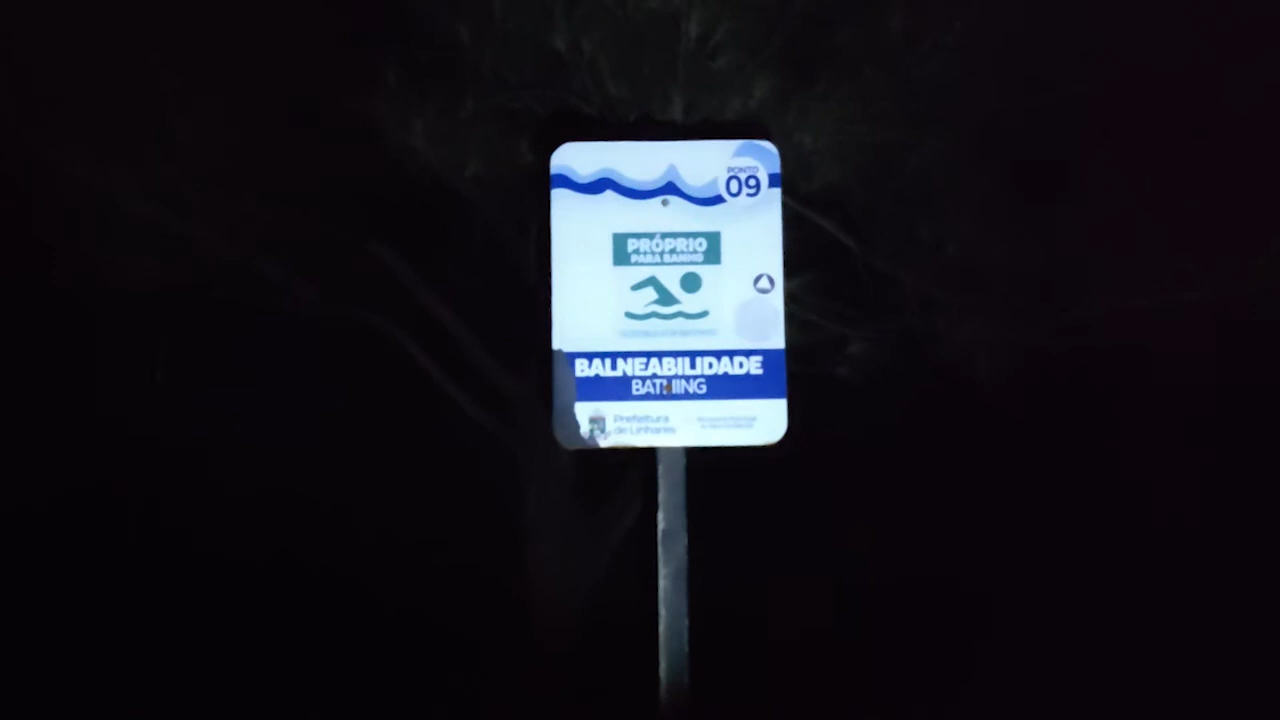 PONTO
09
PRÓPRIO
PARA BANHO
BALNEABILIDADE
BATHING
Prefeitura
de Linhares